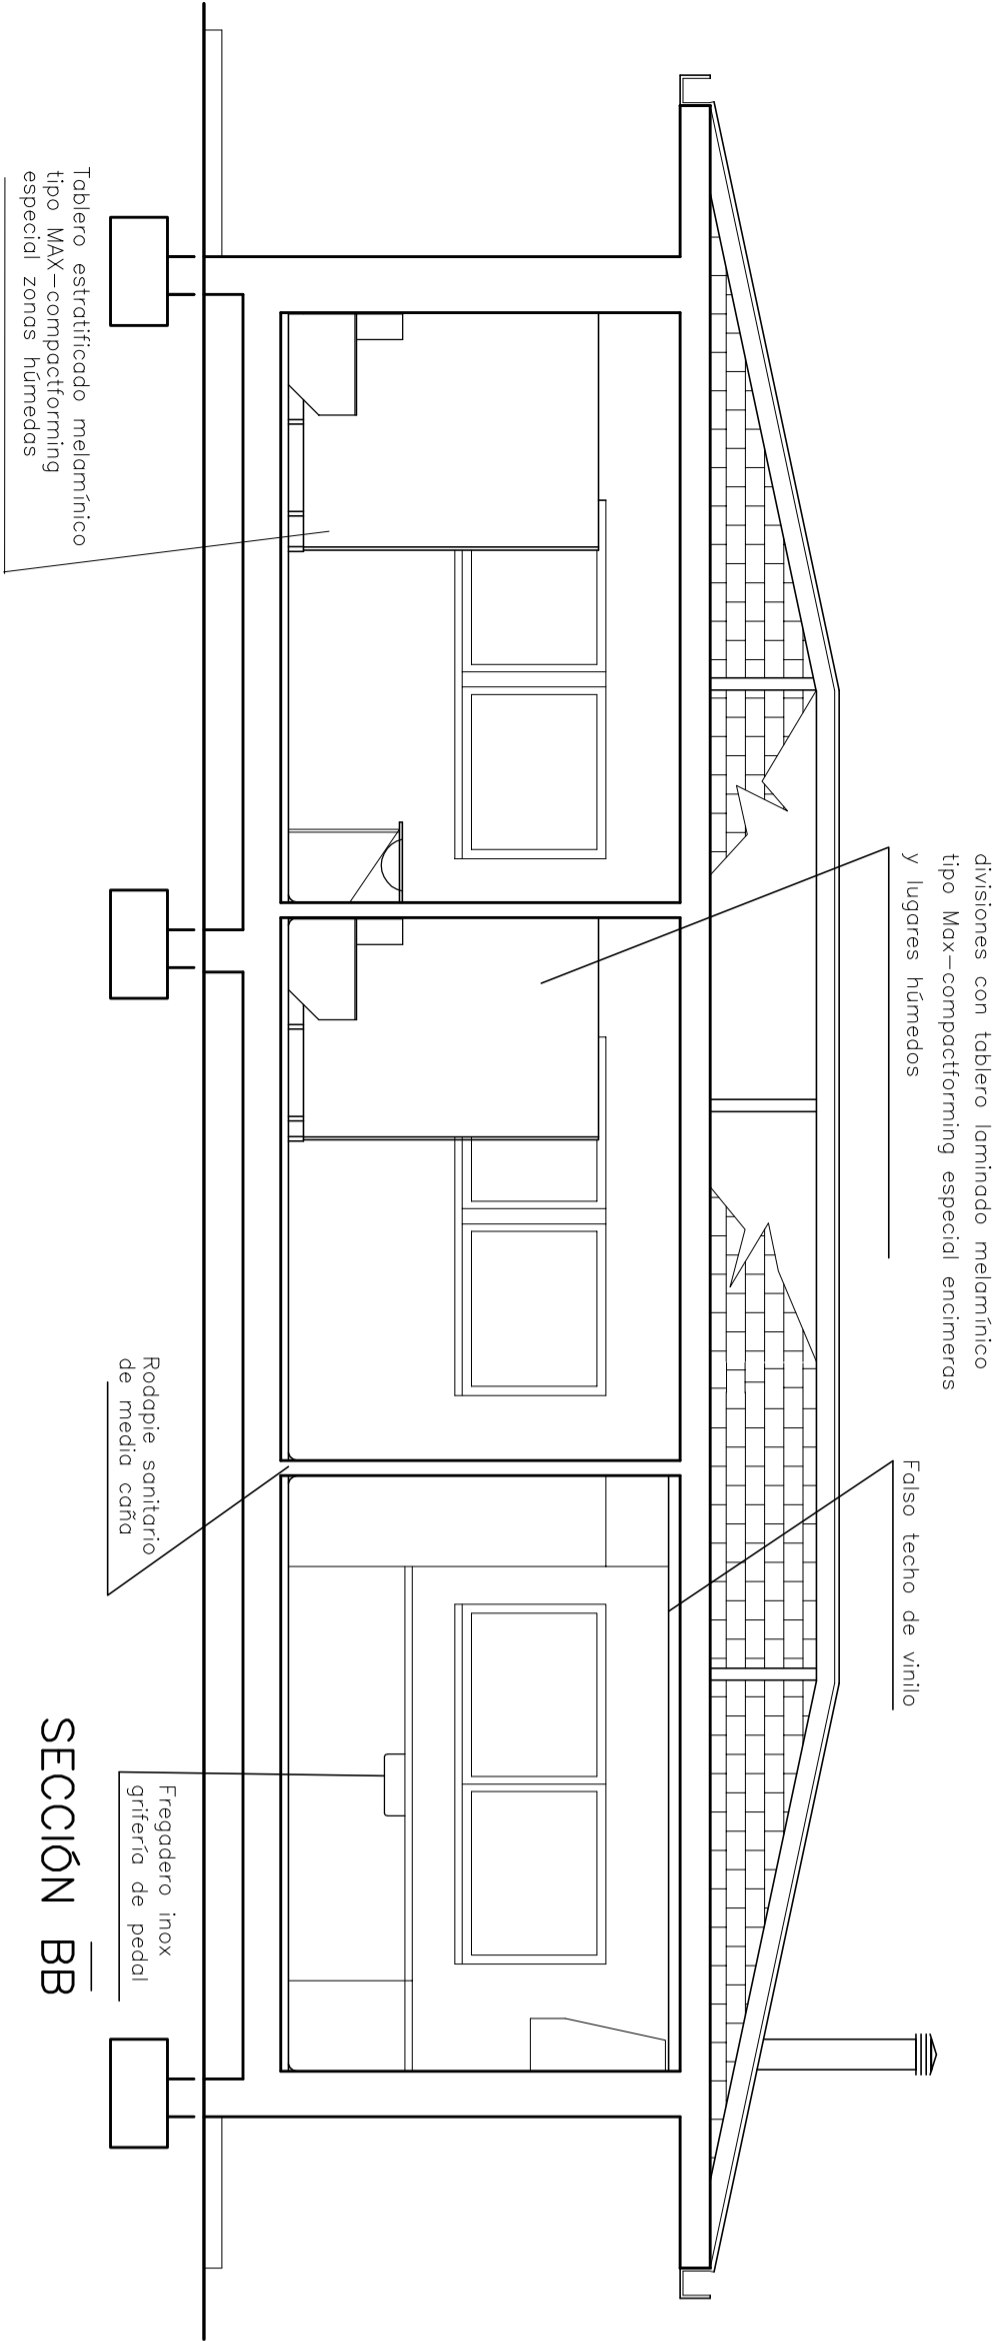 divisiones con tablero laminado melamínico
tipo Max-compactforming especial encimeras
y lugares húmedos
Falso techo de vinilo
Tablero estratificado melamínico
tipo MAX-compactforming
especial zonas húmedas
Rodapie sanitario
de media caña
Fregadero inox
grifería de pedal
SECCIÓN BB